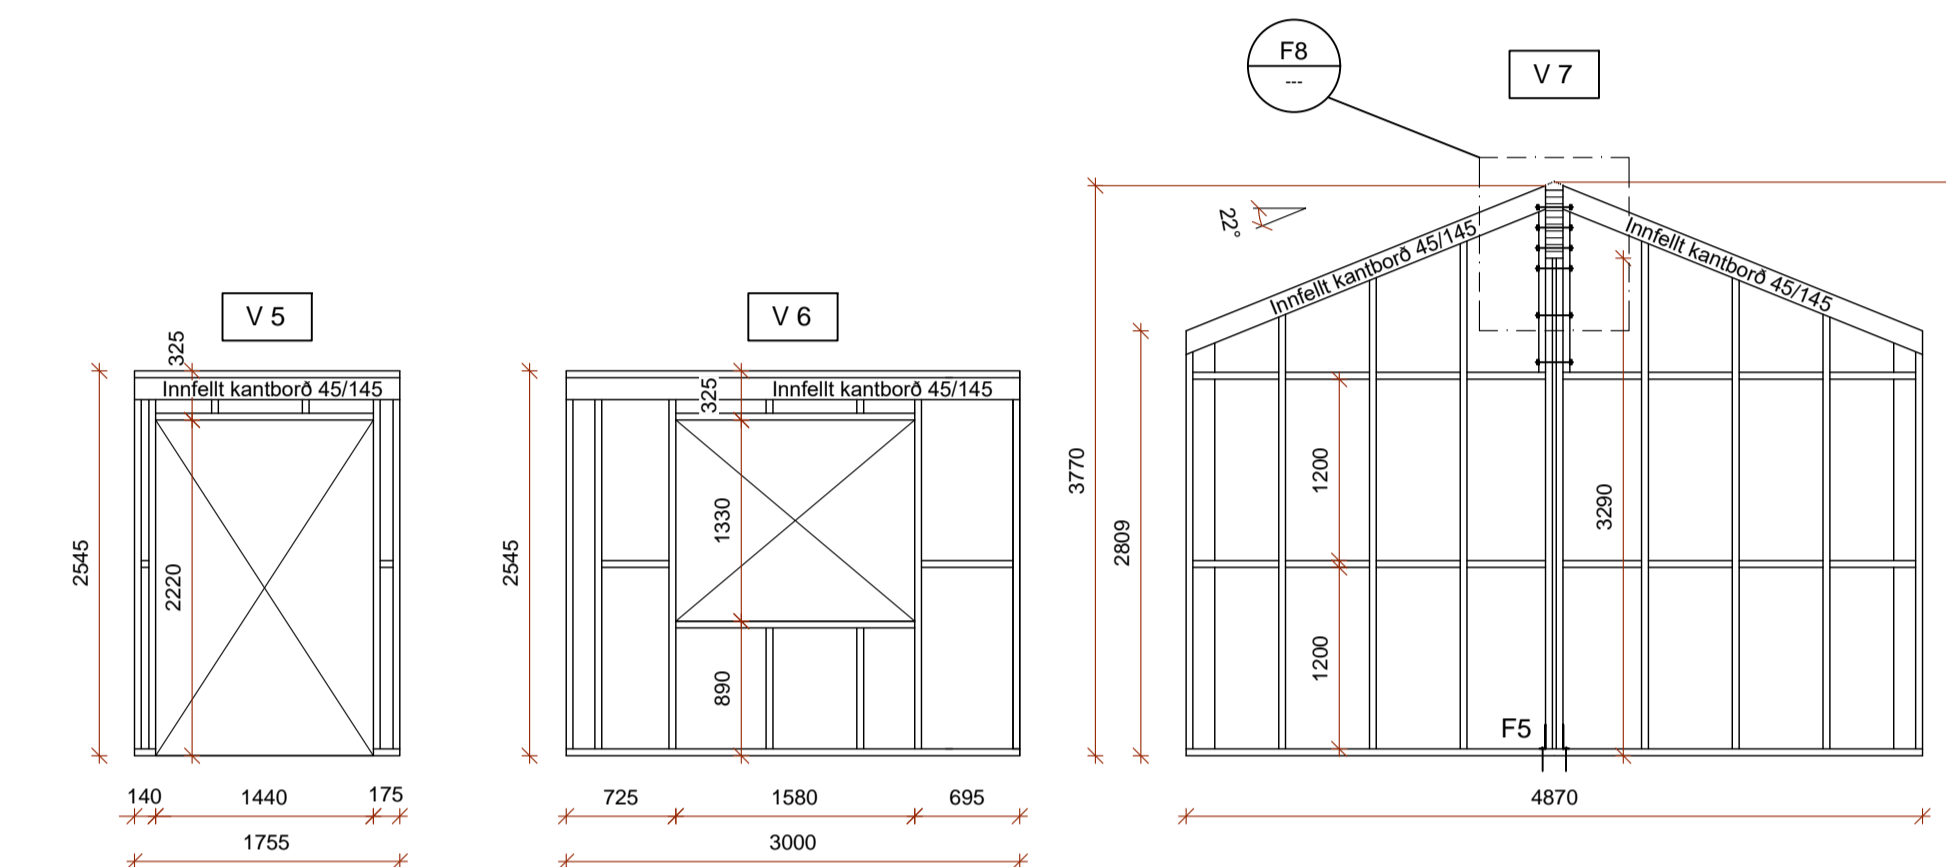 V 5
325
Innfellt kantborð 45/145
2545
2220
140
1440
175
1755
V 6
325
Innfellt kantborð 45/145
2545
1330
890
725
1580
695
3000
F8
---
V 7
22°
Innfellt kantborð 45/145
Innfellt kantborð 45/145
3770
2809
1200
1200
3290
F5
4870